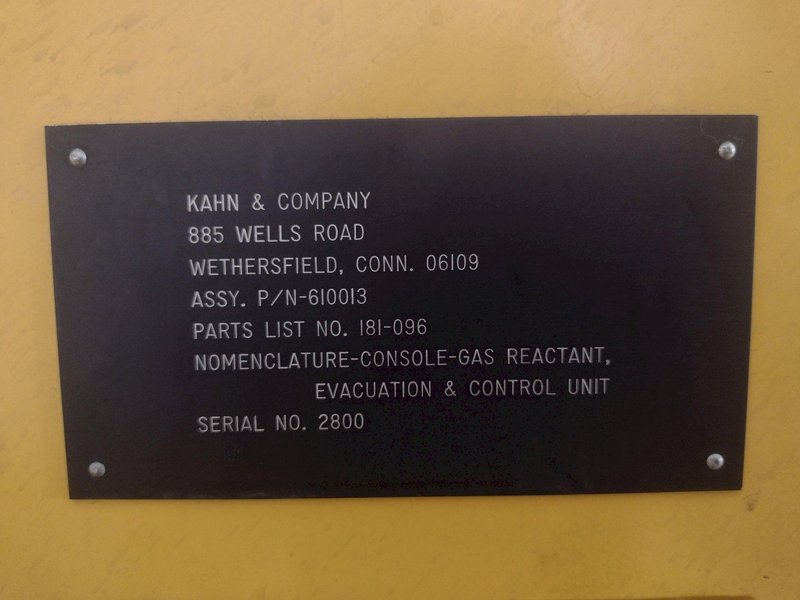 KAHN & COMPANY
885 WELLS ROAD
WETHERSFIELD, CONN. 06109
ASSY. P/N-610013
PARTS LIST NO. 181-096
NOMENCLATURE-CONSOLE-GAS REACTANT,
EVACUATION & CONTROL UNIT
SERIAL NO. 2800